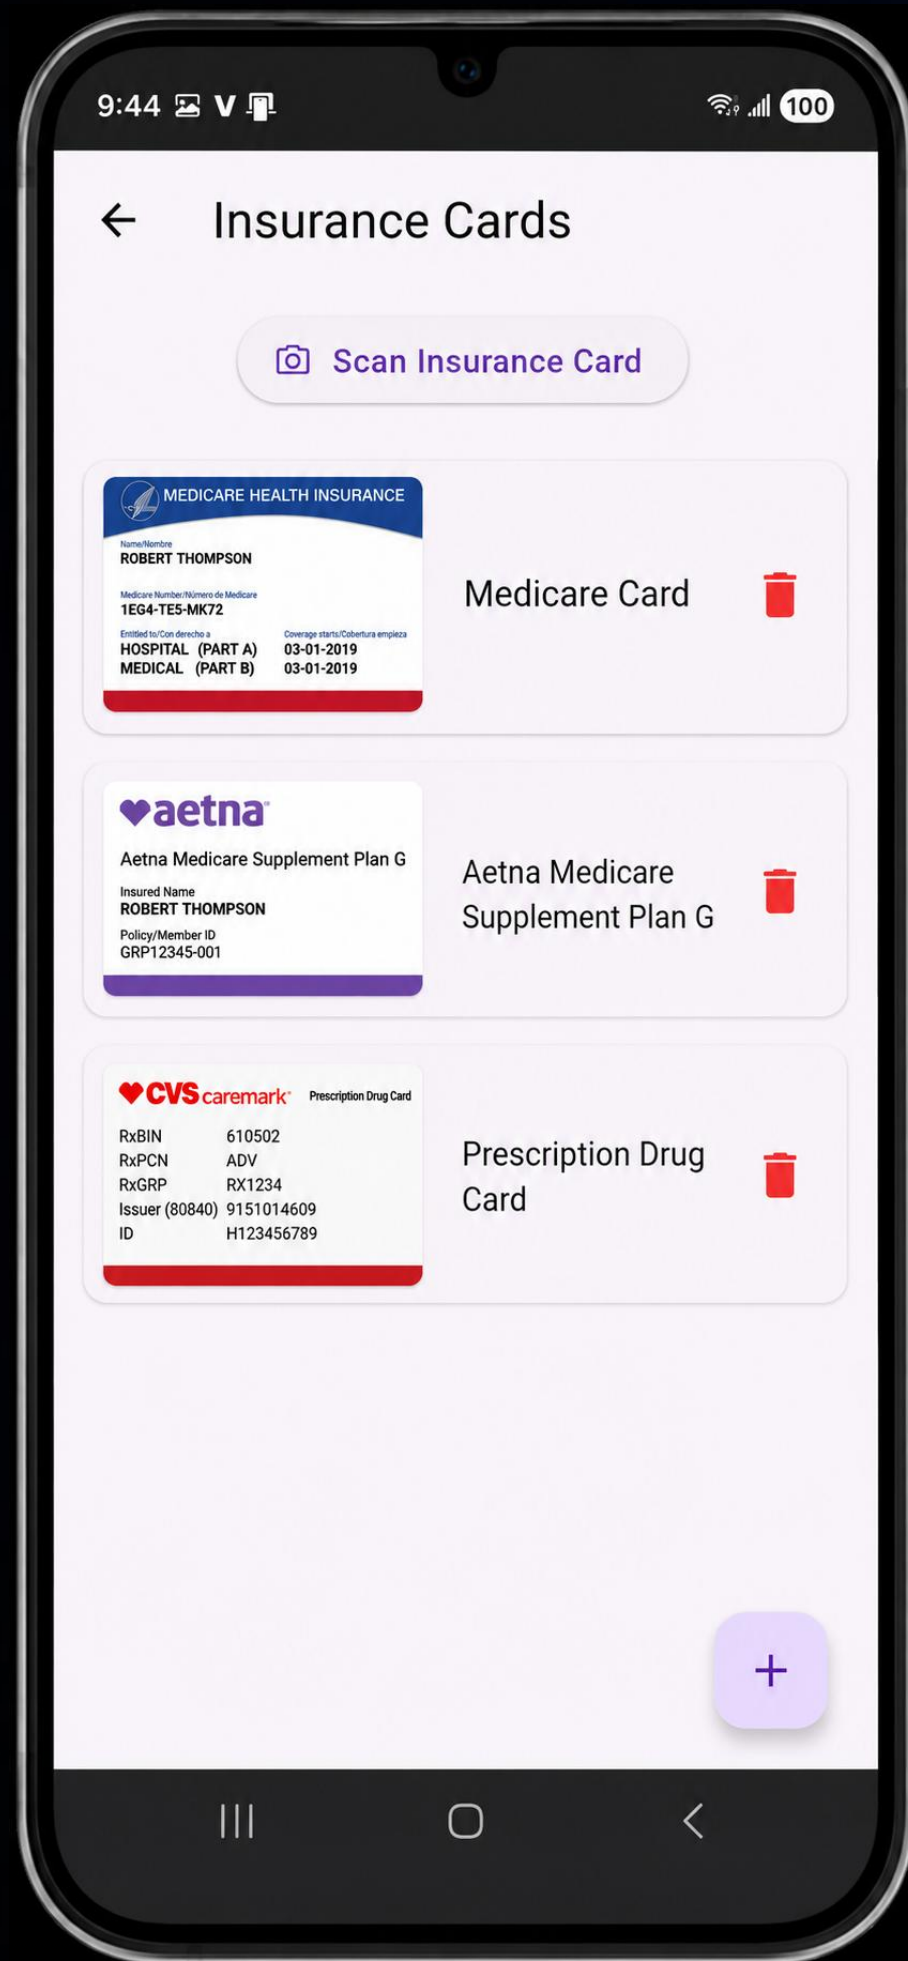 9:44 V 100
Insurance Cards
Scan Insurance Card
MEDICARE HEALTH INSURANCE
Name/Nombre
ROBERT THOMPSON
Medicare Number/Número de Medicare
1EG4-TE5-MK72
Entitled to/Con derecho a Coverage starts/Cobertura empieza
HOSPITAL (PART A) 03-01-2019
MEDICAL (PART B) 03-01-2019
Medicare Card
aetna
Aetna Medicare Supplement Plan G
Insured Name
ROBERT THOMPSON
Policy/Member ID
GRP12345-001
Aetna Medicare
Supplement Plan G
CVS caremark Prescription Drug Card
RxBIN 610502
RxPCN ADV
RxGRP RX1234
Issuer (80840) 9151014609
ID H123456789
Prescription Drug
Card
+